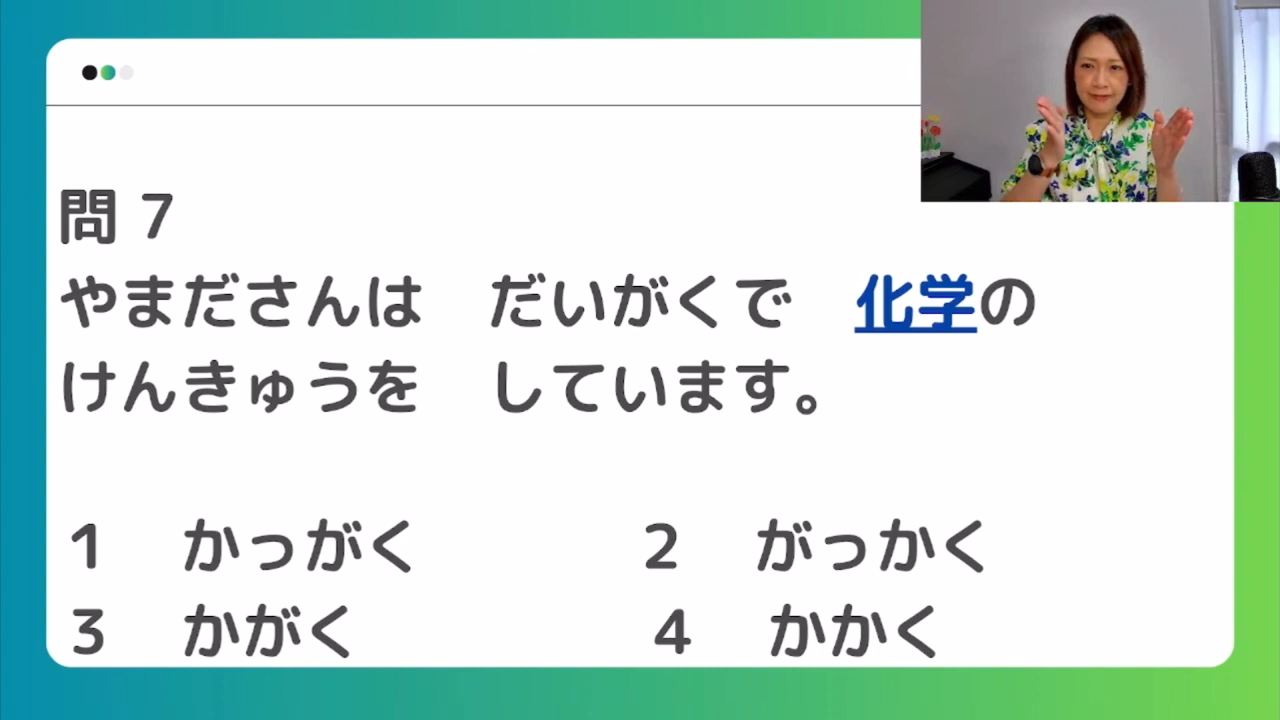 問 7
やまださんは　だいがくで　化学の
けんきゅうを　しています。
1　かっがく　2　がっかく
3　かがく　4　かかく